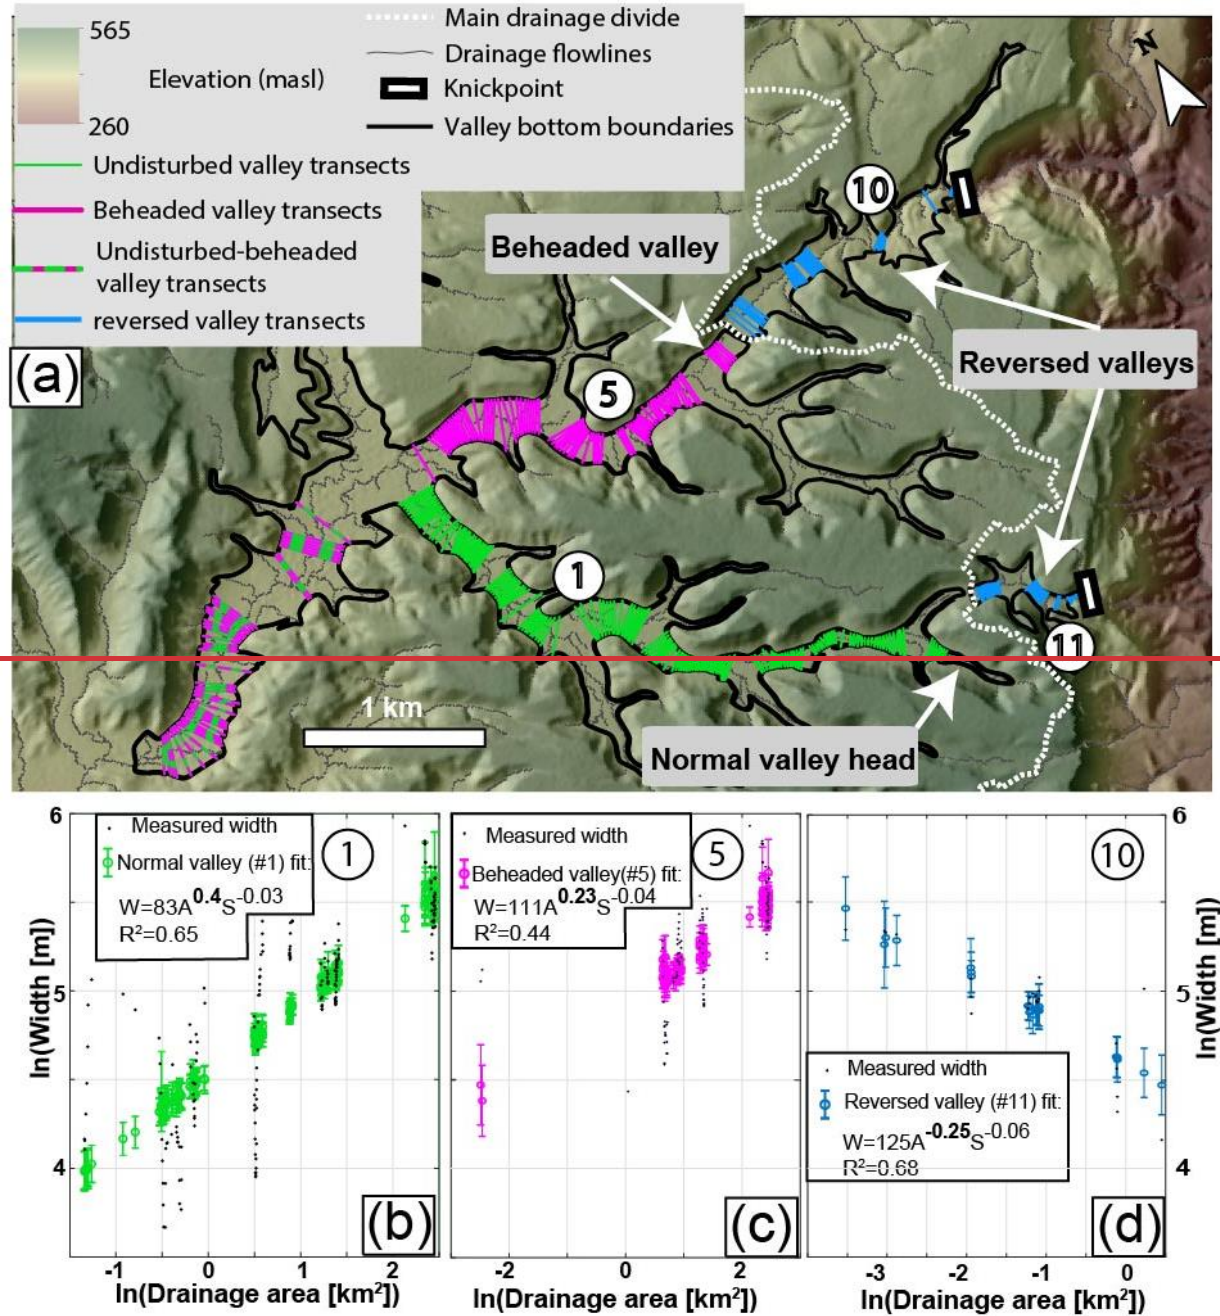 565
Elevation (masl)
260
Undisturbed valley transects
Beheaded valley transects
Undisturbed-beheaded
valley transects
reversed valley transects
Main drainage divide
Drainage flowlines
Knickpoint
Valley bottom boundaries
N
(a)
10
Beheaded valley
Reversed valleys
5
1
11
1 km
Normal valley head
6
5
4
ln(Width) [m]
Measured width
Normal valley (#1) fit:
W=83A^0.4S^-0.03
R²=0.65
1
(b)
-1 0 1 2
ln(Drainage area [km²])
Measured width
Beheaded valley(#5) fit:
W=111A^0.23S^-0.04
R²=0.44
5
(c)
-2 0 2
ln(Drainage area [km²])
10
Measured width
Reversed valley (#11) fit:
W=125A^-0.25S^-0.06
R²=0.68
(d)
-3 -2 -1 0
ln(Drainage area [km²])
6
5
4
ln(Width) [m]